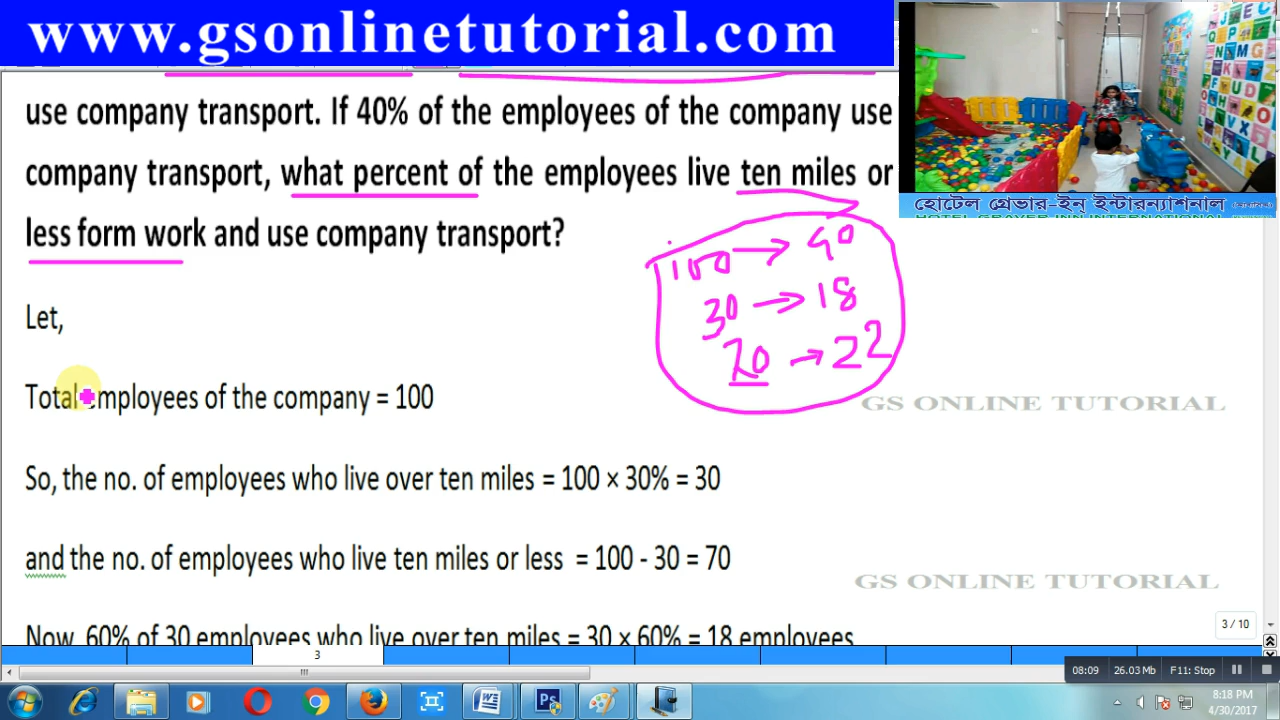 www.gsonlinetutorial.com
use company transport. If 40% of the employees of the company use
company transport, what percent of the employees live ten miles or
less form work and use company transport?
100 → 40
30 → 18
70 → 22
Let,
Total employees of the company = 100
GS ONLINE TUTORIAL
So, the no. of employees who live over ten miles = 100 × 30% = 30
and the no. of employees who live ten miles or less = 100 - 30 = 70
GS ONLINE TUTORIAL
Now, 60% of 30 employees who live over ten miles = 30 × 60% = 18 employees
হোটেল গ্রেভার-ইন্ ইন্টারন্যাশনাল
HOTEL GRAVER INN INTERNATIONAL
3 / 10
3
08:09 26.03 Mb F11: Stop
8:18 PM
4/30/2017